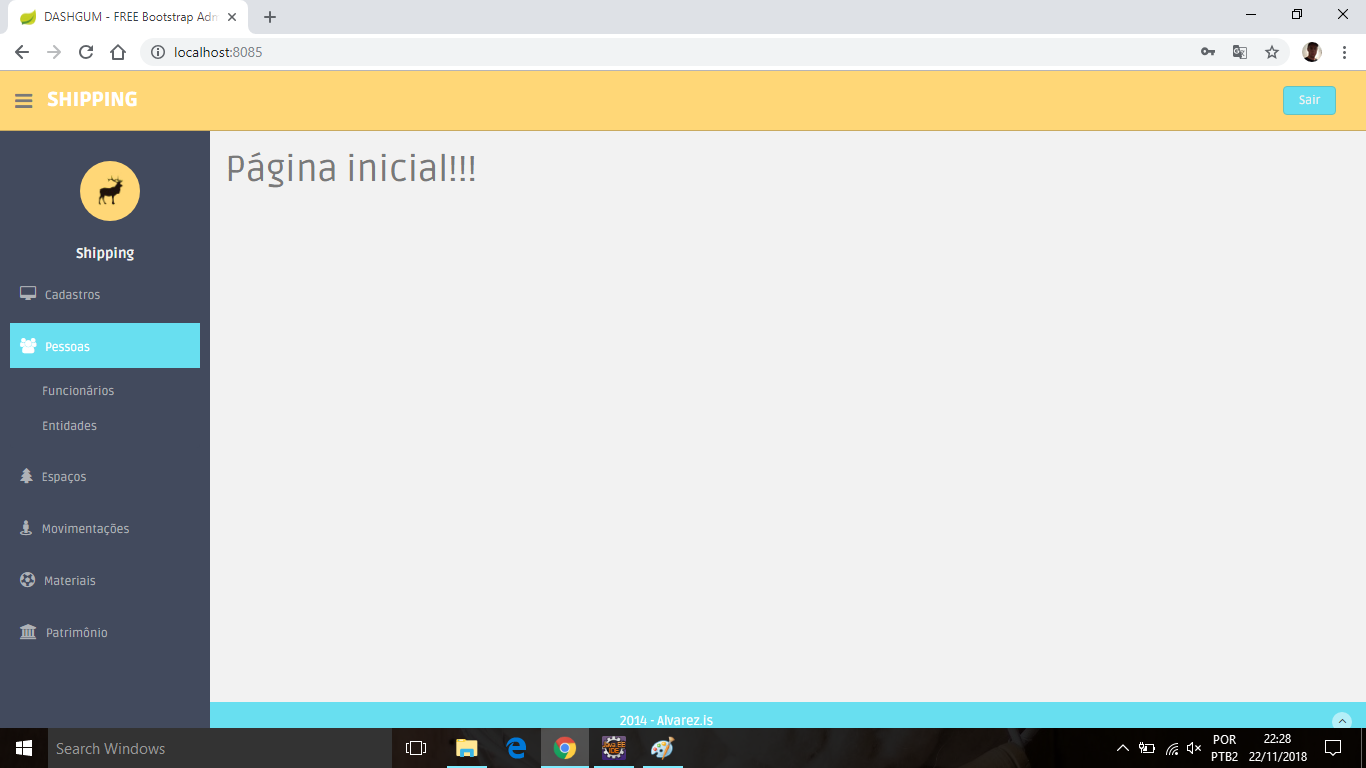 DASHGUM - FREE Bootstrap Adm
localhost:8085
SHIPPING
Sair
Shipping
Cadastros
Pessoas
Funcionários
Entidades
Espaços
Movimentações
Materiais
Patrimônio
Página inicial!!!
2014 - Alvarez.is
Search Windows
POR
PTB2
22:28
22/11/2018